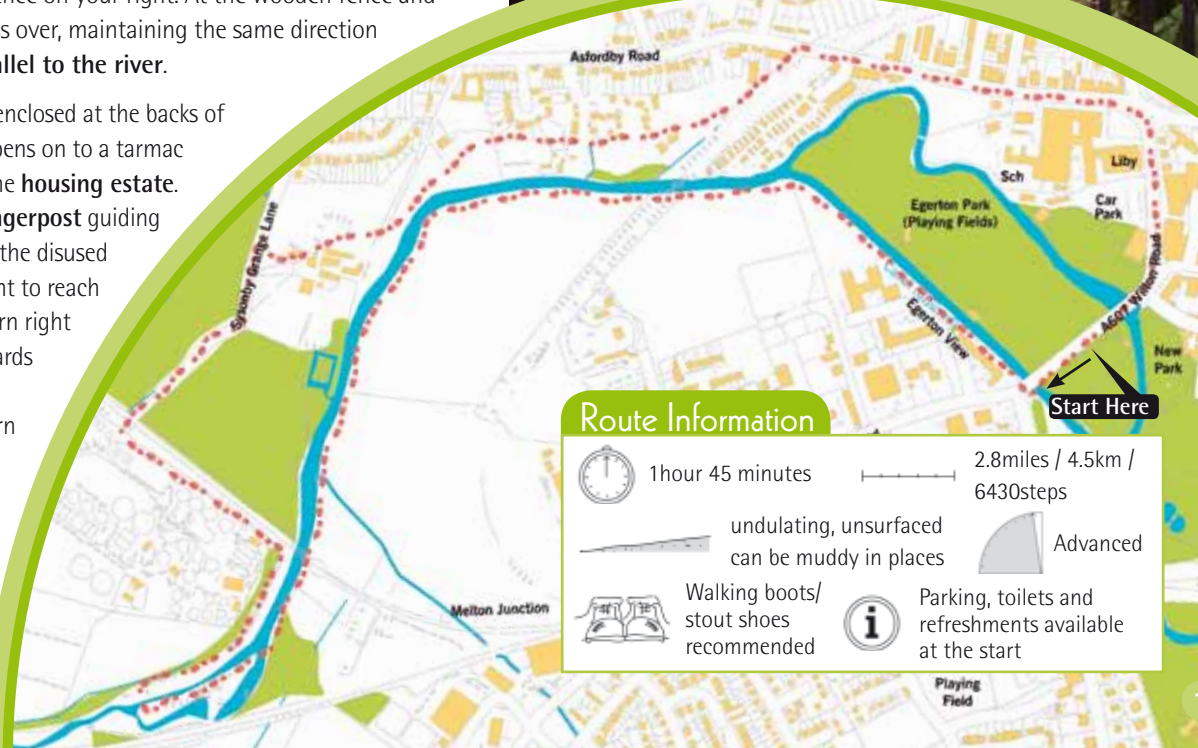 ence on your right. At the wooden fence and
s over, maintaining the same direction
allel to the river.
enclosed at the backs of
pens on to a tarmac
ne housing estate.
ngerpost guiding
the disused
nt to reach
rn right
ards
rn
Asfordby Road
Sysonby Grange Lane
Liby
Sch
Car
Park
Egerton Park
(Playing Fields)
A607 Wilton Road
Egerton View
New
Park
Start Here
Melton Junction
Route Information
1hour 45 minutes
2.8miles / 4.5km /
6430steps
undulating, unsurfaced
can be muddy in places
Advanced
Walking boots/
stout shoes
recommended
i
Parking, toilets and
refreshments available
at the start
Playing
Field